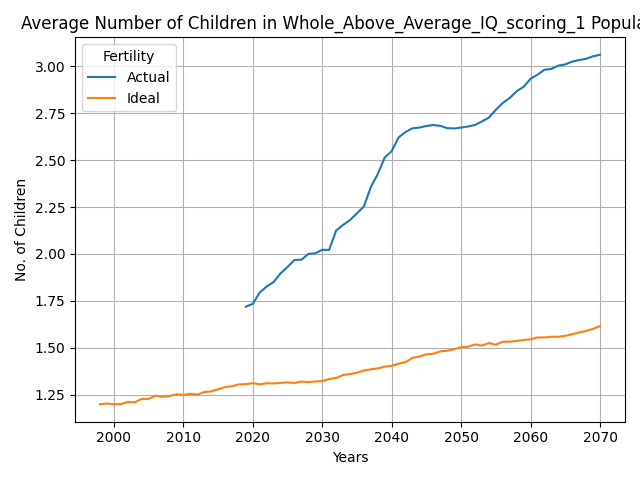 Average Number of Children in Whole_Above_Average_IQ_scoring_1 Popula
Fertility
Actual
Ideal
3.00
2.75
2.50
2.25
2.00
1.75
1.50
1.25
No. of Children
2000 2010 2020 2030 2040 2050 2060 2070
Years